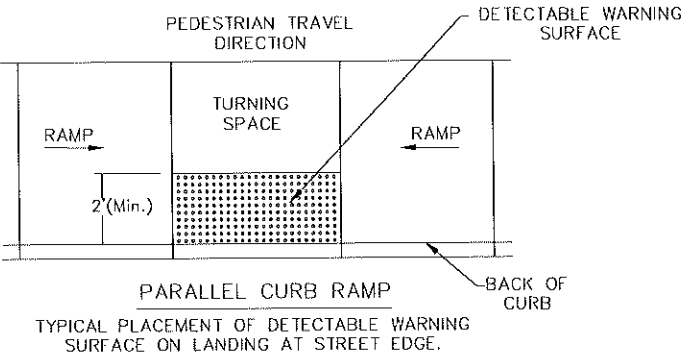 PEDESTRIAN TRAVEL
DIRECTION
DETECTABLE WARNING
SURFACE
TURNING
SPACE
RAMP
RAMP
2'(Min.)
BACK OF
CURB
PARALLEL CURB RAMP
TYPICAL PLACEMENT OF DETECTABLE WARNING
SURFACE ON LANDING AT STREET EDGE.